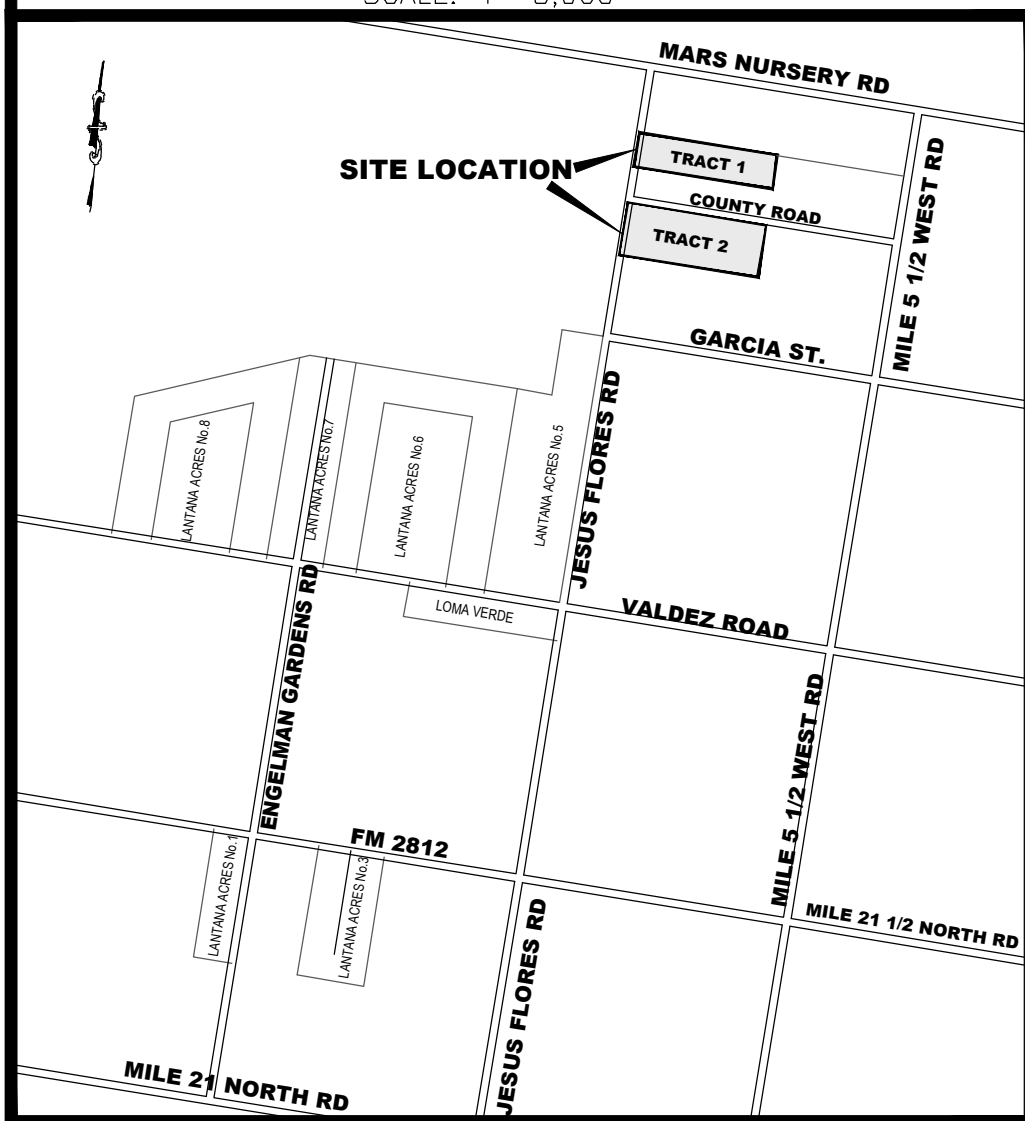 MARS NURSERY RD
SITE LOCATION
TRACT 1
COUNTY ROAD
TRACT 2
MILE 5 1/2 WEST RD
GARCIA ST.
JESUS FLORES RD
LANTANA ACRES No.8
LANTANA ACRES No.7
LANTANA ACRES No.6
LANTANA ACRES No.5
LOMA VERDE
VALDEZ ROAD
ENGELMAN GARDENS RD
MILE 5 1/2 WEST RD
FM 2812
LANTANA ACRES No.1
LANTANA ACRES No.3
MILE 21 1/2 NORTH RD
JESUS FLORES RD
MILE 21 NORTH RD